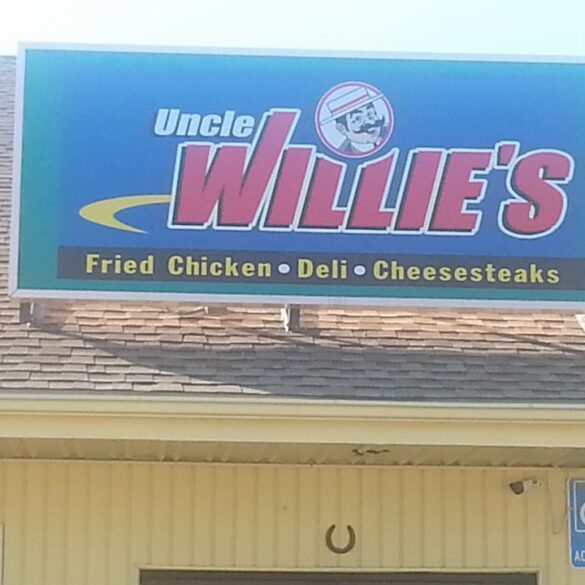 Uncle
WILLIE'S
Fried Chicken • Deli • Cheesesteaks